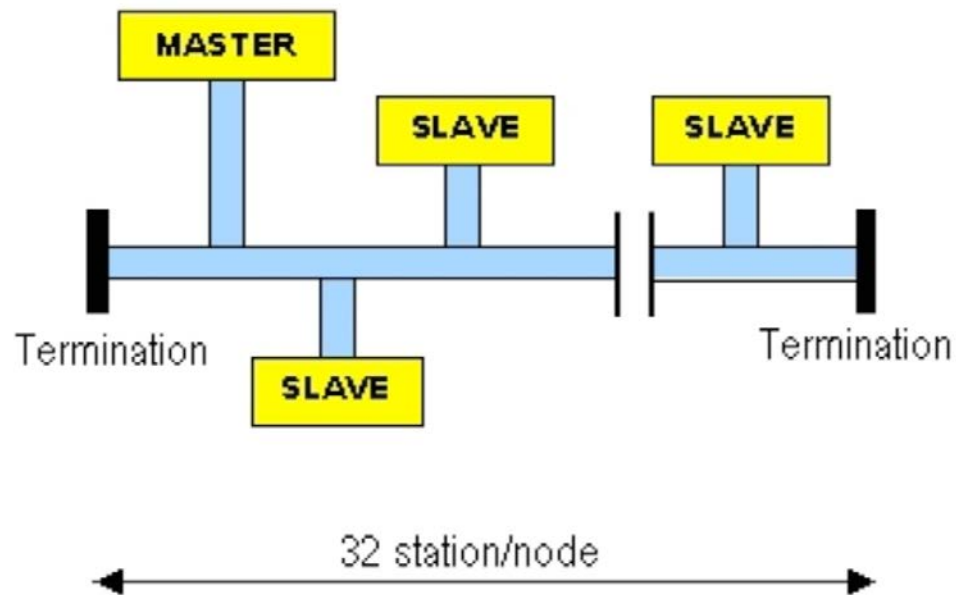 MASTER
SLAVE
SLAVE
Termination
Termination
SLAVE
32 station/node